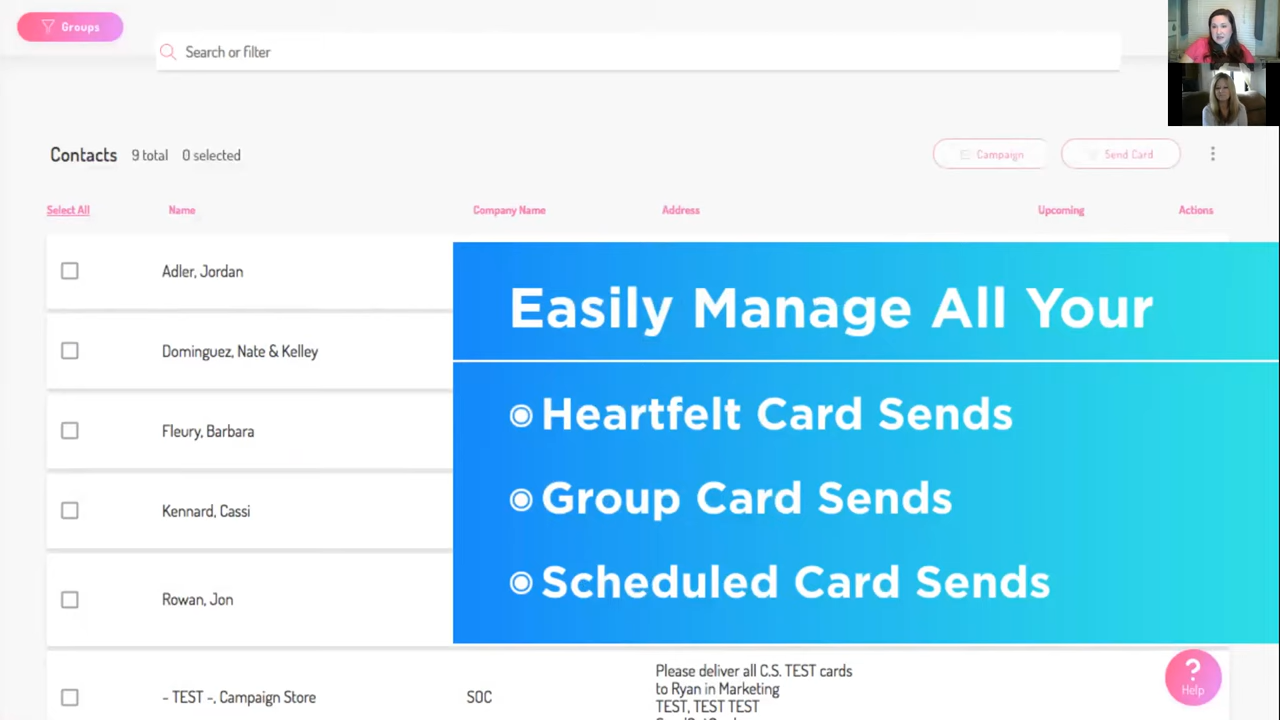 Groups
Search or filter
Contacts 9 total 0 selected
Campaign
Send Card
Select All Name Company Name Address Upcoming Actions
Adler, Jordan
Dominguez, Nate & Kelley
Fleury, Barbara
Kennard, Cassi
Rowan, Jon
Easily Manage All Your
Heartfelt Card Sends
Group Card Sends
Scheduled Card Sends
- TEST -, Campaign Store SOC
Please deliver all C.S. TEST cards
to Ryan in Marketing
TEST, TEST TEST
?
Help